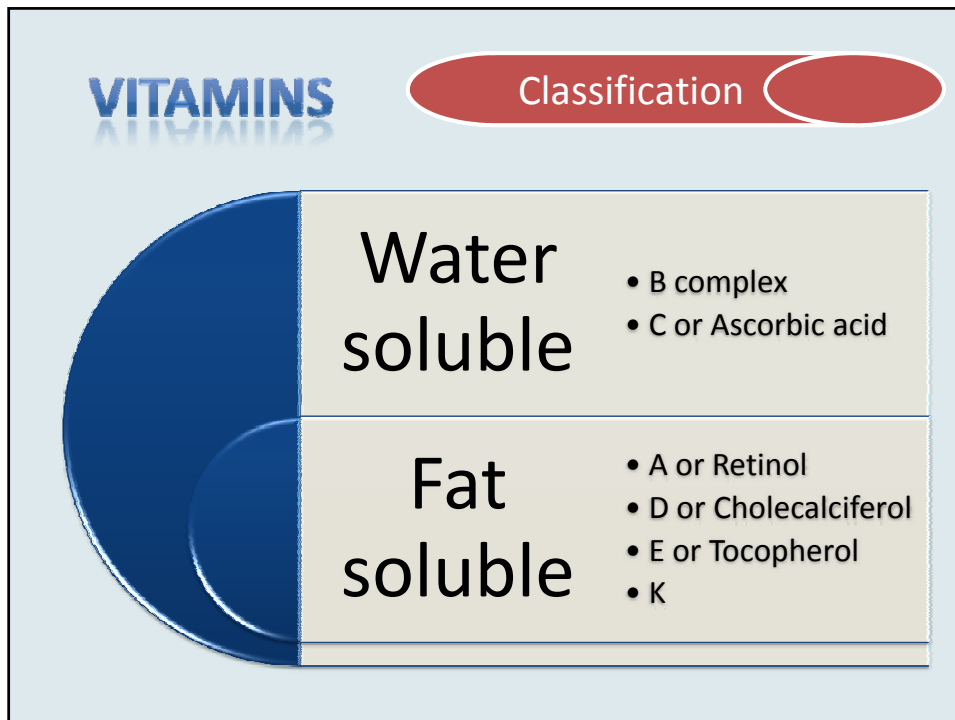 VITAMINS
Classification
Water
soluble
• B complex
• C or Ascorbic acid
Fat
soluble
• A or Retinol
• D or Cholecalciferol
• E or Tocopherol
• K